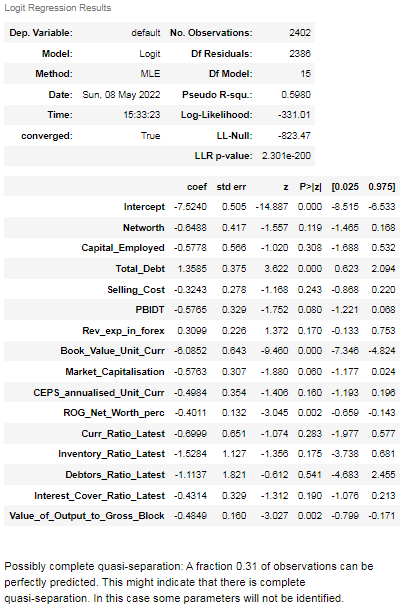 Logit Regression Results
Dep. Variable: default No. Observations: 2402
Model: Logit Df Residuals: 2386
Method: MLE Df Model: 15
Date: Sun, 08 May 2022 Pseudo R-squ.: 0.5980
Time: 15:33:23 Log-Likelihood: -331.01
converged: True LL-Null: -823.47
LLR p-value: 2.301e-200
coef std err z P>|z| [0.025 0.975]
Intercept -7.5240 0.505 -14.887 0.000 -8.515 -6.533
Networth -0.6488 0.417 -1.557 0.119 -1.465 0.168
Capital_Employed -0.5778 0.566 -1.020 0.308 -1.688 0.532
Total_Debt 1.3585 0.375 3.622 0.000 0.623 2.094
Selling_Cost -0.3243 0.278 -1.168 0.243 -0.868 0.220
PBIDT -0.5765 0.329 -1.752 0.080 -1.221 0.068
Rev_exp_in_forex 0.3099 0.226 1.372 0.170 -0.133 0.753
Book_Value_Unit_Curr -6.0852 0.643 -9.460 0.000 -7.346 -4.824
Market_Capitalisation -0.5763 0.307 -1.880 0.060 -1.177 0.024
CEPS_annualised_Unit_Curr -0.4984 0.354 -1.406 0.160 -1.193 0.196
ROG_Net_Worth_perc -0.4011 0.132 -3.045 0.002 -0.659 -0.143
Curr_Ratio_Latest -0.6999 0.651 -1.074 0.283 -1.977 0.577
Inventory_Ratio_Latest -1.5284 1.127 -1.356 0.175 -3.738 0.681
Debtors_Ratio_Latest -1.1137 1.821 -0.612 0.541 -4.683 2.455
Interest_Cover_Ratio_Latest -0.4314 0.329 -1.312 0.190 -1.076 0.213
Value_of_Output_to_Gross_Block -0.4849 0.160 -3.027 0.002 -0.799 -0.171
Possibly complete quasi-separation: A fraction 0.31 of observations can be
perfectly predicted. This might indicate that there is complete
quasi-separation. In this case some parameters will not be identified.